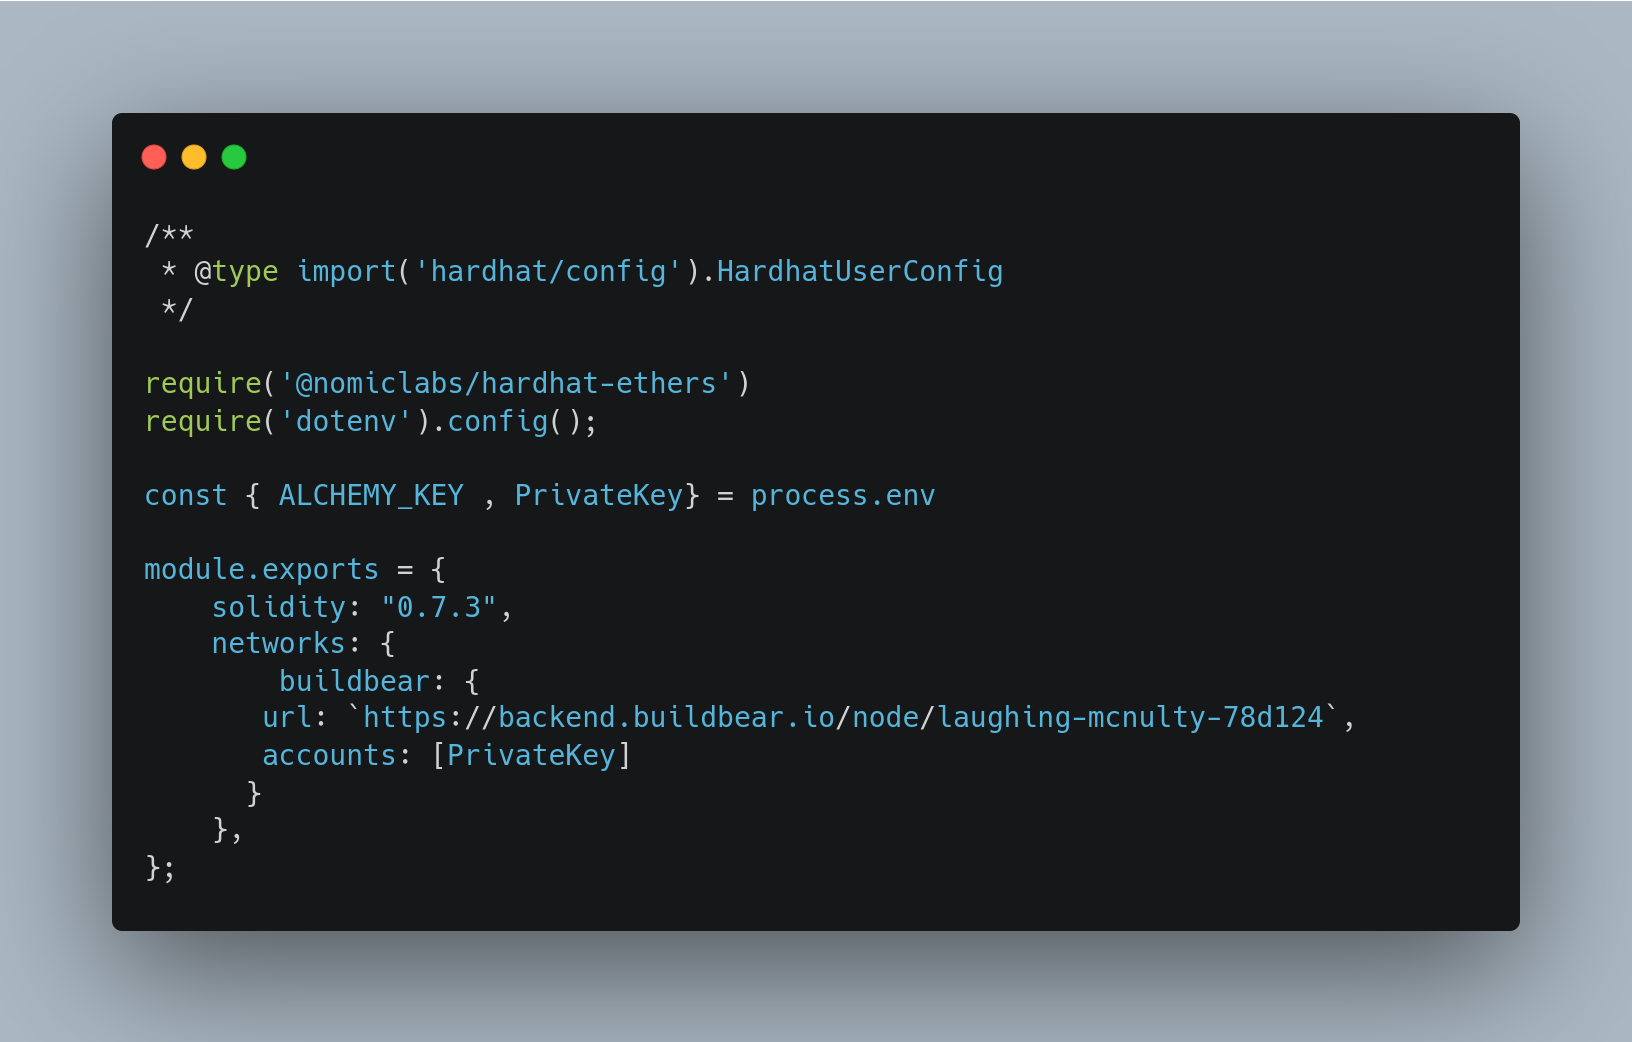 /**
 * @type import('hardhat/config').HardhatUserConfig
 */

require('@nomiclabs/hardhat-ethers')
require('dotenv').config();

const { ALCHEMY_KEY , PrivateKey} = process.env

module.exports = {
    solidity: "0.7.3",
    networks: {
        buildbear: {
       url: `https://backend.buildbear.io/node/laughing-mcnulty-78d124`,
       accounts: [PrivateKey]
      }
    },
};